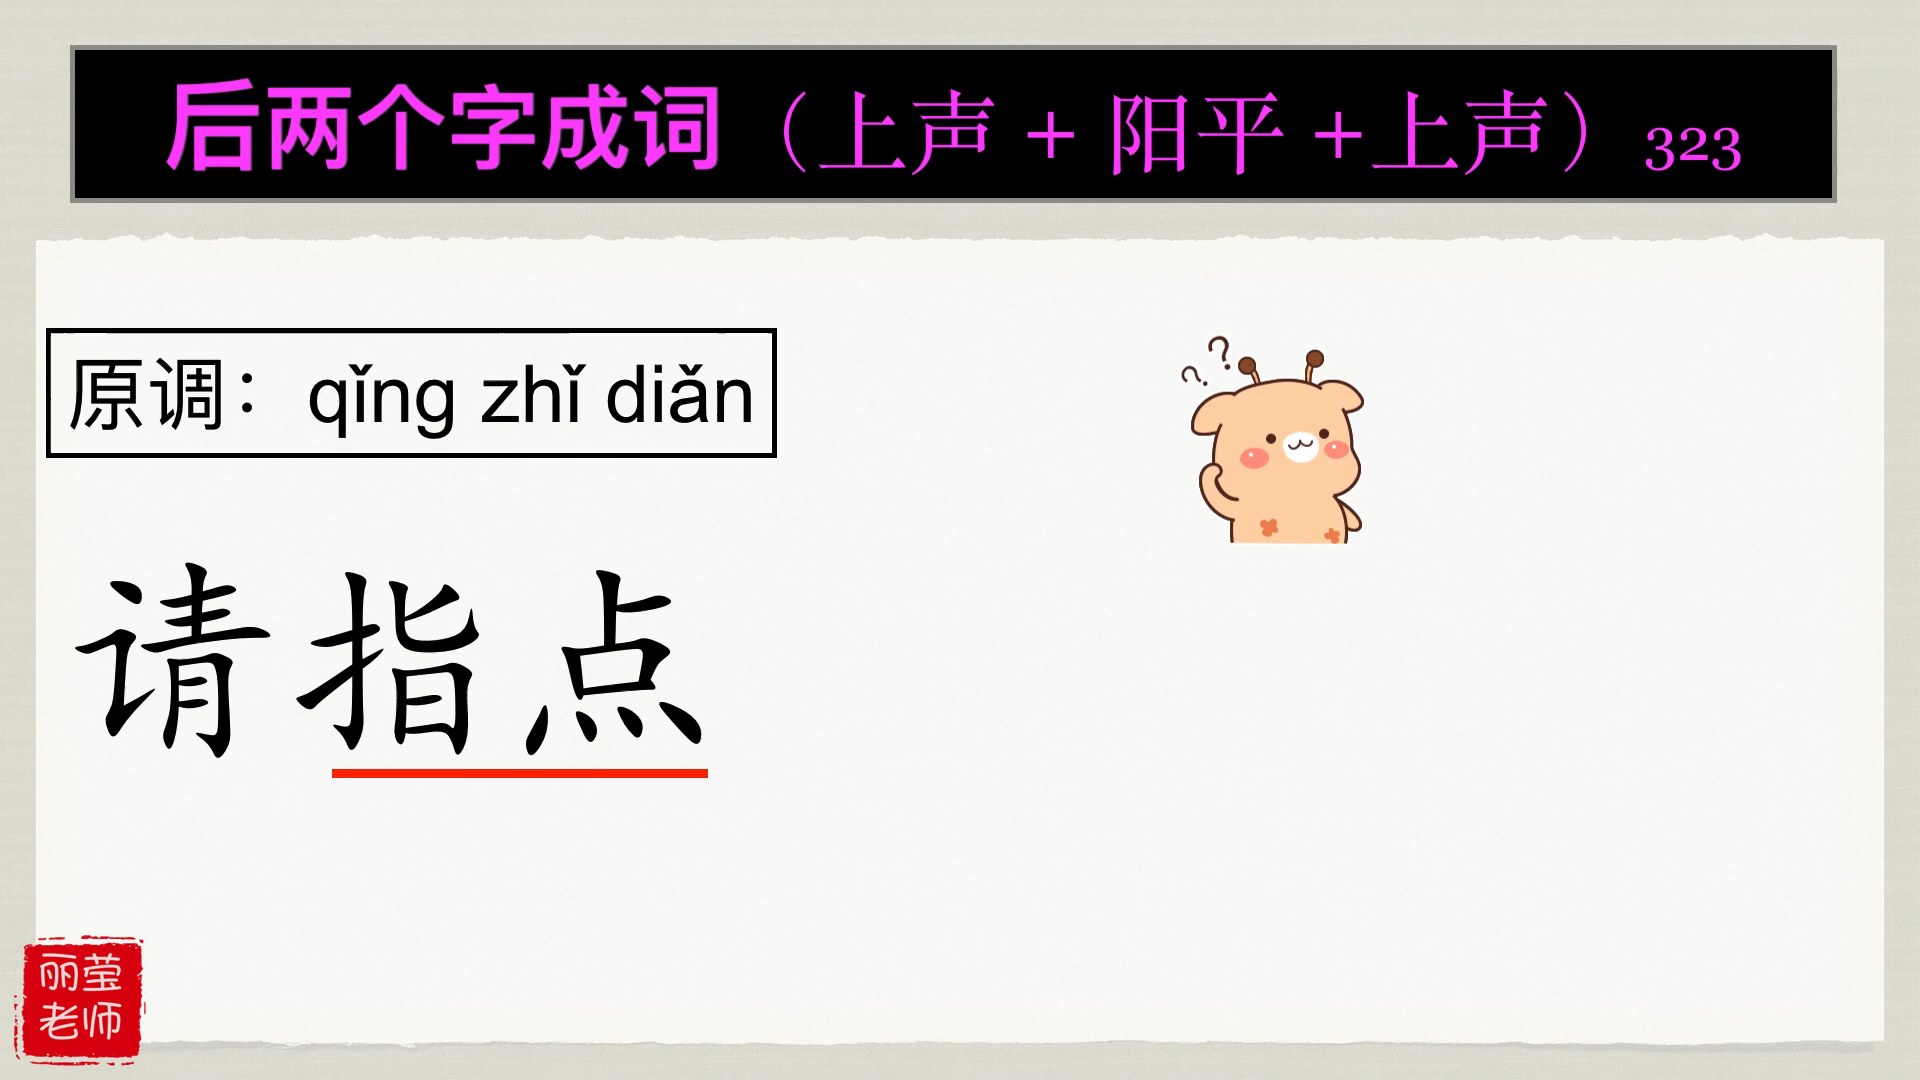 后两个字成词（上声 + 阳平 +上声）323
原调：qǐng zhǐ diǎn
请指点
丽莹
老师